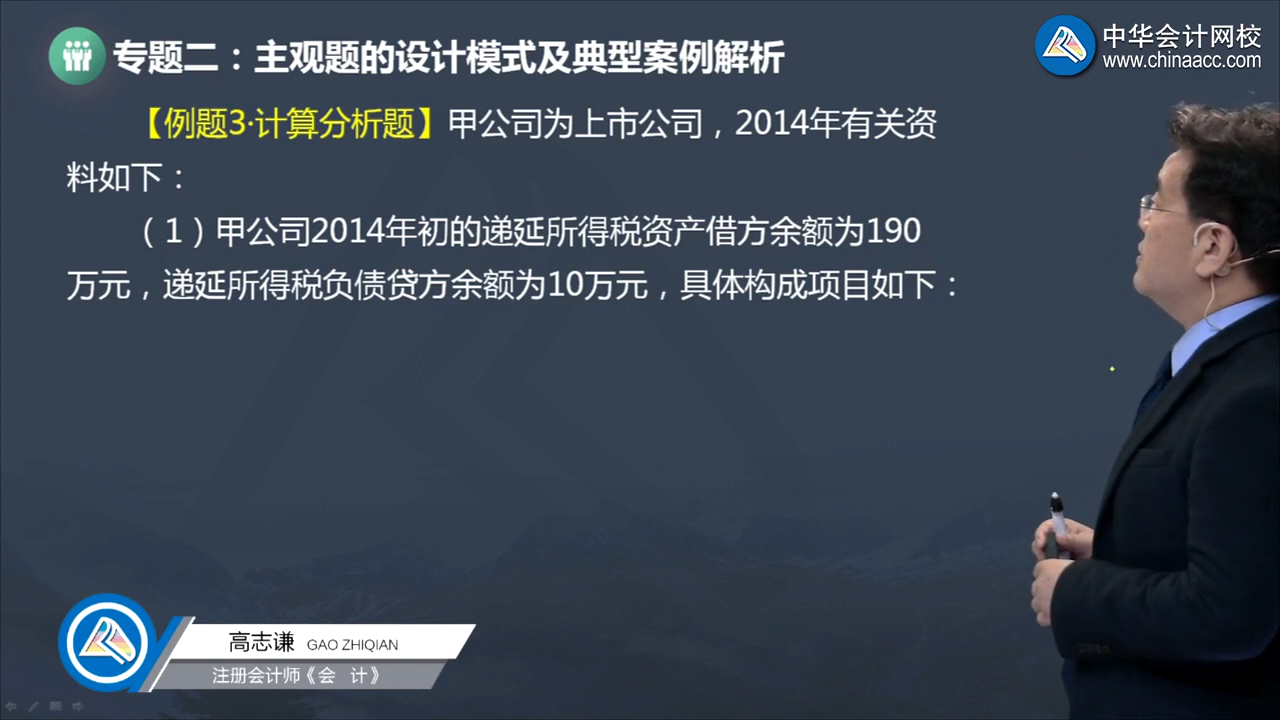 专题二：主观题的设计模式及典型案例解析
中华会计网校
www.chinaacc.com
【例题3·计算分析题】甲公司为上市公司，2014年有关资
料如下：
（1）甲公司2014年初的递延所得税资产借方余额为190
万元，递延所得税负债贷方余额为10万元，具体构成项目如下：
高志谦 GAO ZHIQIAN
注册会计师《会 计》